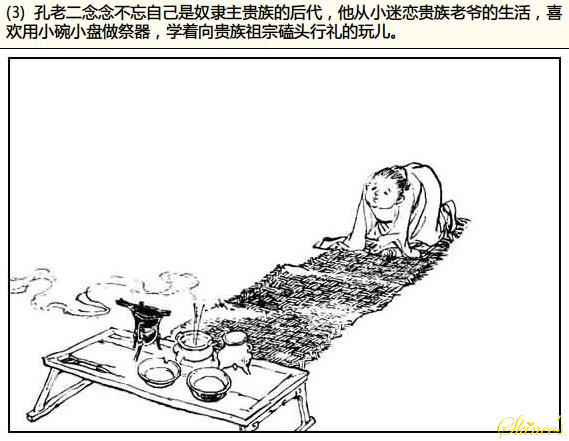 (3) 孔老二念念不忘自己是奴隶主贵族的后代，他从小迷恋贵族老爷的生活，喜
欢用小碗小盘做祭器，学着向贵族祖宗磕头行礼的玩儿。